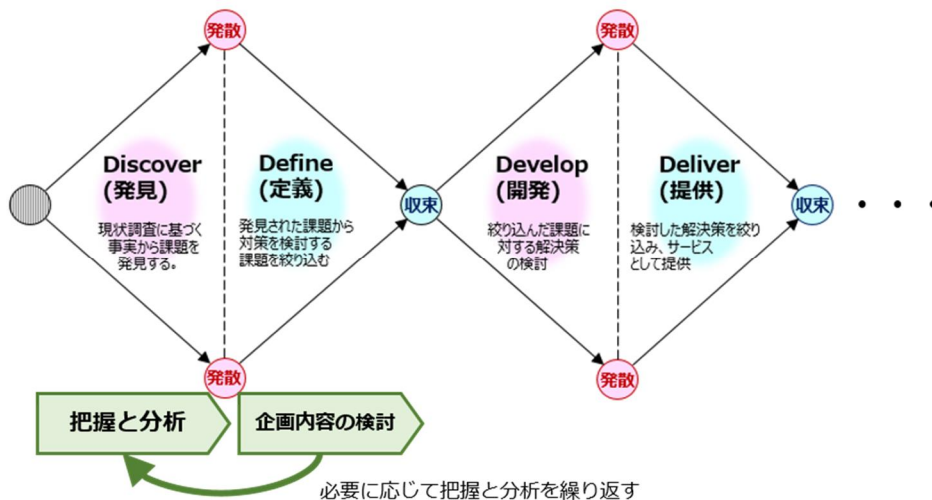 発散
発散
Discover
(発見)
現状調査に基づく
事実から課題を
発見する。
Define
(定義)
発見された課題から
対策を検討する
課題を絞り込む
収束
Develop
(開発)
絞り込んだ課題に
対する解決策
の検討
Deliver
(提供)
検討した解決策を絞り
込み、サービス
として提供
収束
・・・
発散
発散
把握と分析
企画内容の検討
必要に応じて把握と分析を繰り返す